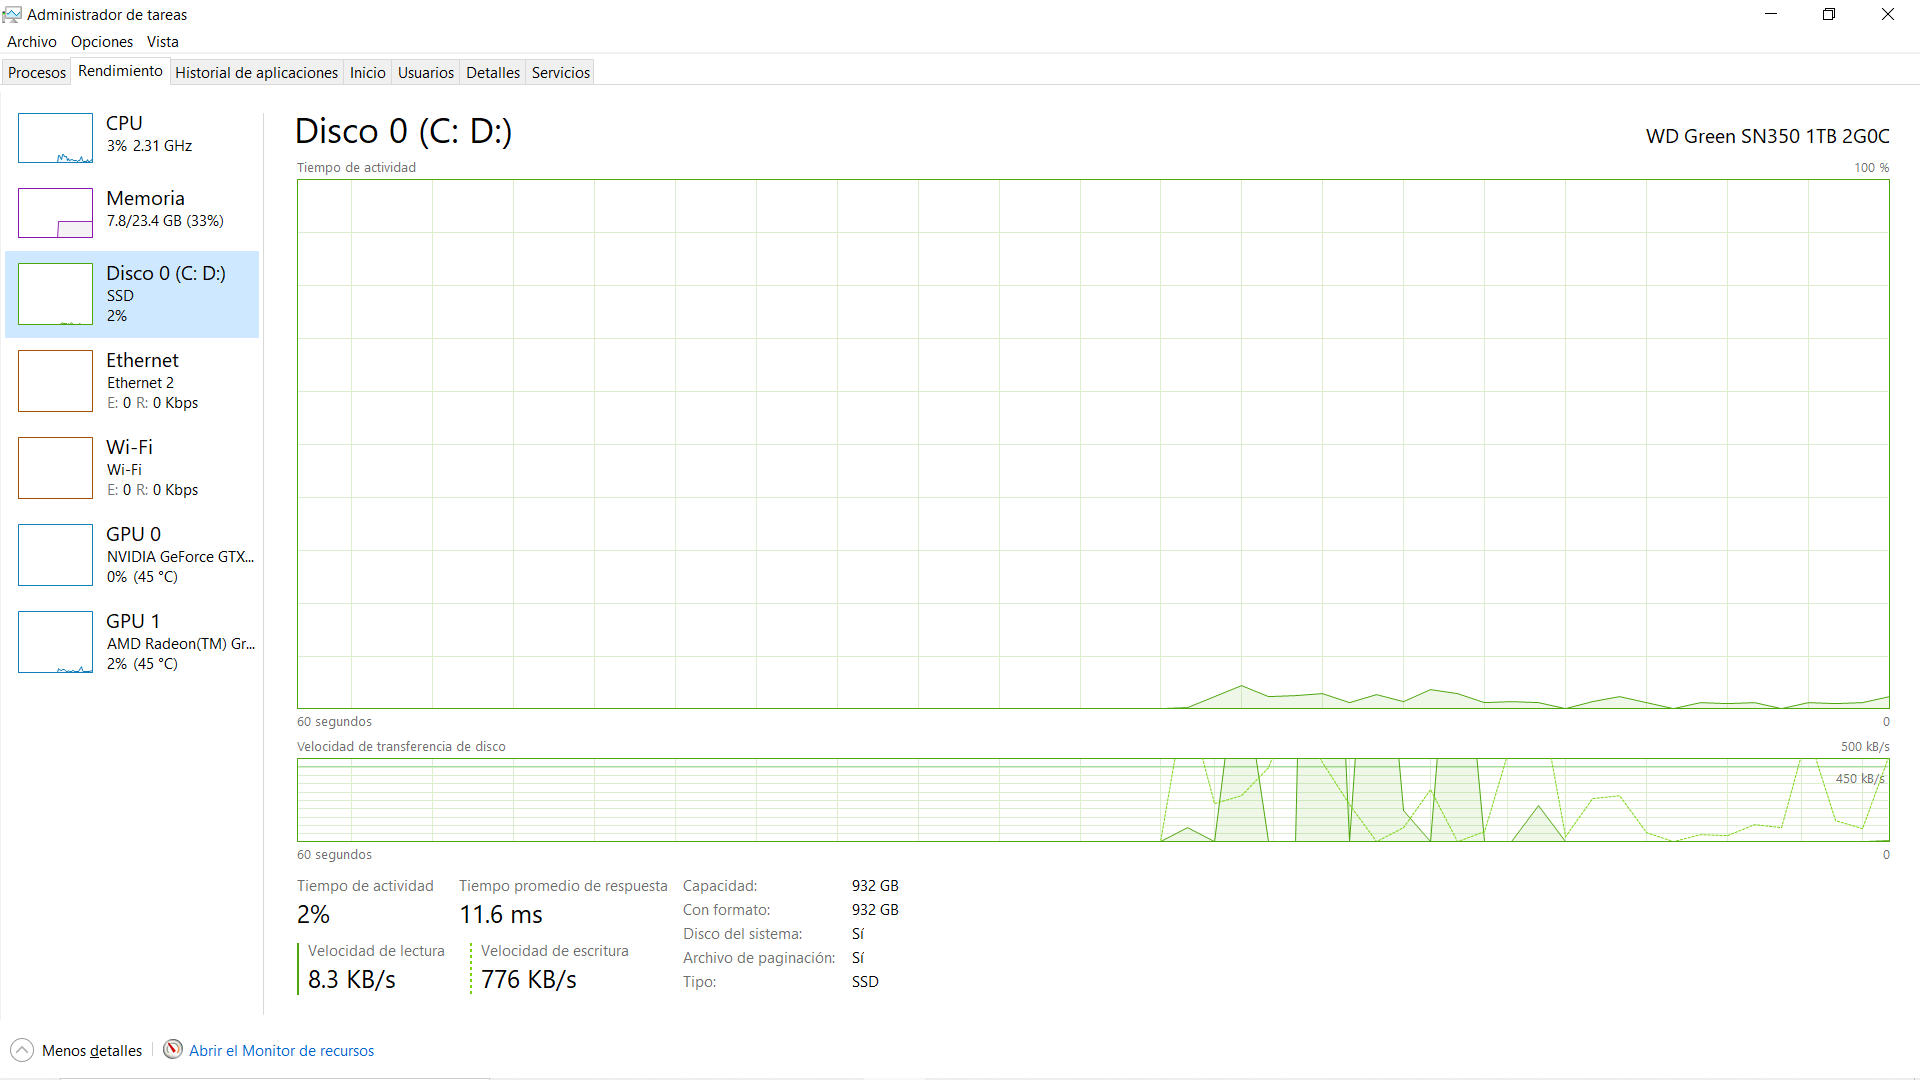 Administrador de tareas
Archivo Opciones Vista
Procesos Rendimiento Historial de aplicaciones Inicio Usuarios Detalles Servicios
CPU
3% 2.31 GHz
Memoria
7.8/23.4 GB (33%)
Disco 0 (C: D:)
SSD
2%
Ethernet
Ethernet 2
E: 0 R: 0 Kbps
Wi-Fi
Wi-Fi
E: 0 R: 0 Kbps
GPU 0
NVIDIA GeForce GTX...
0% (45 °C)
GPU 1
AMD Radeon(TM) Gr...
2% (45 °C)
Disco 0 (C: D:) WD Green SN350 1TB 2G0C
Tiempo de actividad 100 %
60 segundos 0
Velocidad de transferencia de disco 500 kB/s
450 kB/s
60 segundos 0
Tiempo de actividad Tiempo promedio de respuesta
2% 11.6 ms
Velocidad de lectura Velocidad de escritura
8.3 KB/s 776 KB/s
Capacidad: 932 GB
Con formato: 932 GB
Disco del sistema: Sí
Archivo de paginación: Sí
Tipo: SSD
Menos detalles Abrir el Monitor de recursos